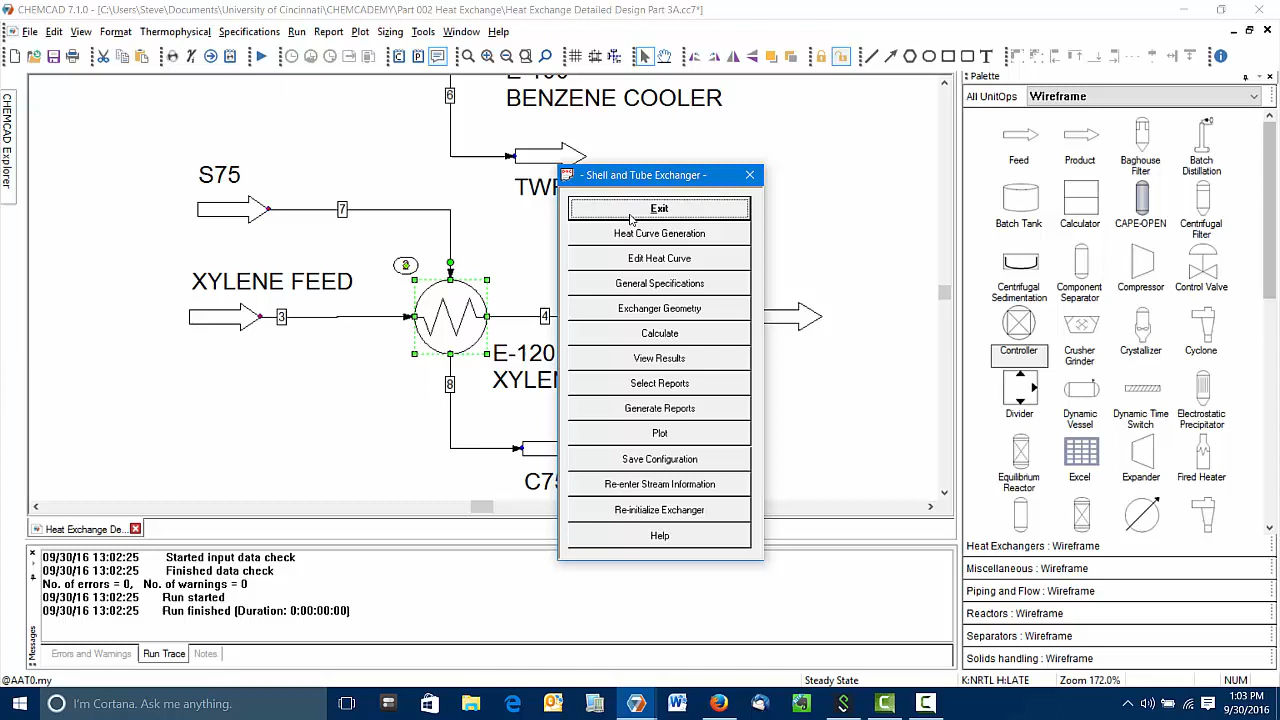 CHEMCAD 7.1.0 - [C:\Users\Steve\Documents\University of Cincinnati\CHEMCADEMY\Part 002 Heat Exchanger\Heat Exchange Detailed Design Part 3A.cc7*]
File Edit View Format Thermophysical Specifications Run Report Plot Sizing Tools Window Help
CHEMCAD Explorer
BENZENE COOLER
6
S75
7
XYLENE FEED
3
4
E-120
8
- Shell and Tube Exchanger -
Exit
Heat Curve Generation
Edit Heat Curve
General Specifications
Exchanger Geometry
Calculate
View Results
Select Reports
Generate Reports
Plot
Save Configuration
Re-enter Stream Information
Re-initialize Exchanger
Help
Palette
All UnitOps Wireframe
Feed Product Baghouse Filter Batch Distillation
Batch Tank Calculator CAPE-OPEN Centrifugal Filter
Centrifugal Sedimentation Component Separator Compressor Control Valve
Controller Crusher Grinder Crystallizer Cyclone
Divider Dynamic Vessel Dynamic Time Switch Electrostatic Precipitator
Equilibrium Reactor Excel Expander Fired Heater
Heat Exchangers : Wireframe
Miscellaneous : Wireframe
Piping and Flow : Wireframe
Reactors : Wireframe
Separators : Wireframe
Solids handling : Wireframe
Heat Exchange De...
09/30/16 13:02:25 Started input data check
09/30/16 13:02:25 Finished data check
No. of errors = 0, No. of warnings = 0
09/30/16 13:02:25 Run started
09/30/16 13:02:25 Run finished (Duration: 0:00:00:00)
Messages
Errors and Warnings Run Trace Notes
@AAT0.my Steady State K:NRTL H:LATE Zoom 172.0% NUM
I'm Cortana. Ask me anything.
1:03 PM
9/30/2016